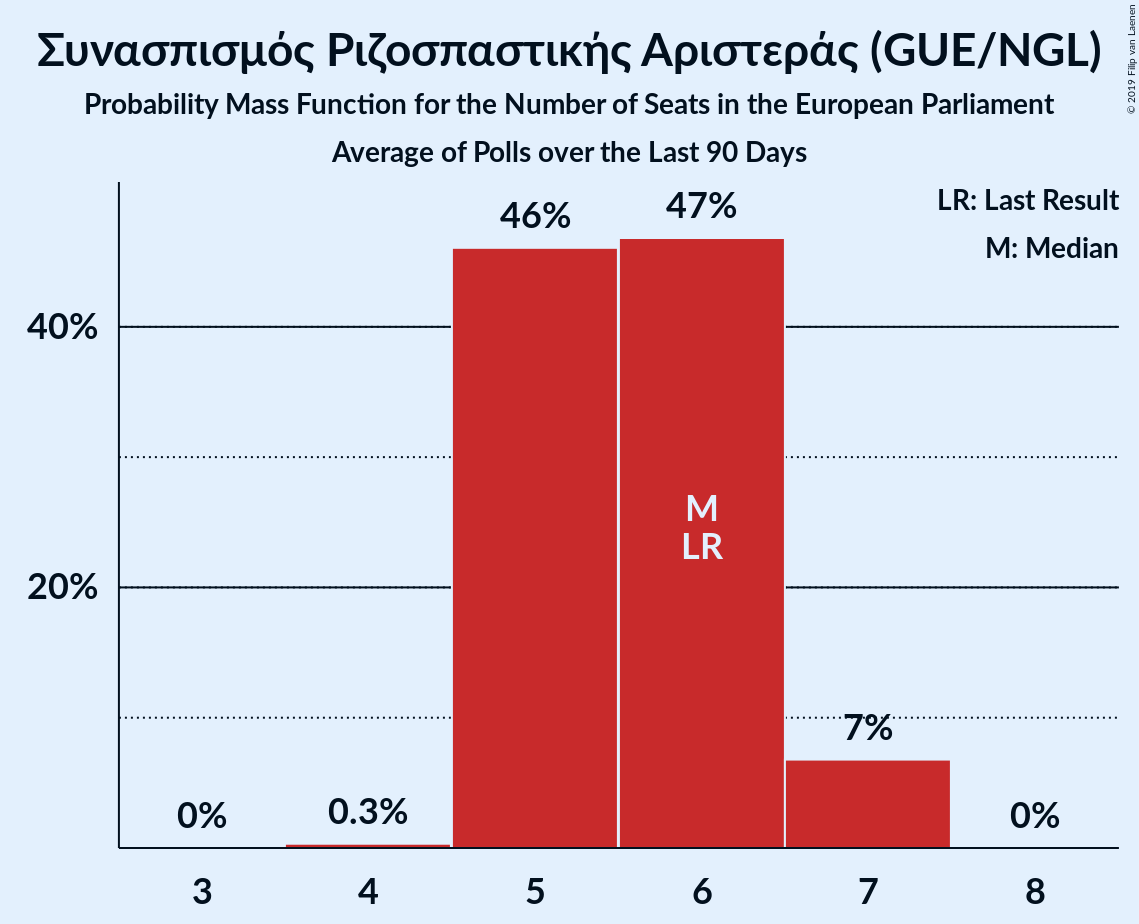 Συνασπισμός Ριζοσπαστικής Αριστεράς (GUE/NGL)
Probability Mass Function for the Number of Seats in the European Parliament
Average of Polls over the Last 90 Days
© 2019 Filip van Laenen
LR: Last Result
M: Median
46%
47%
40%
M
LR
20%
7%
0%
0.3%
0%
3
4
5
6
7
8